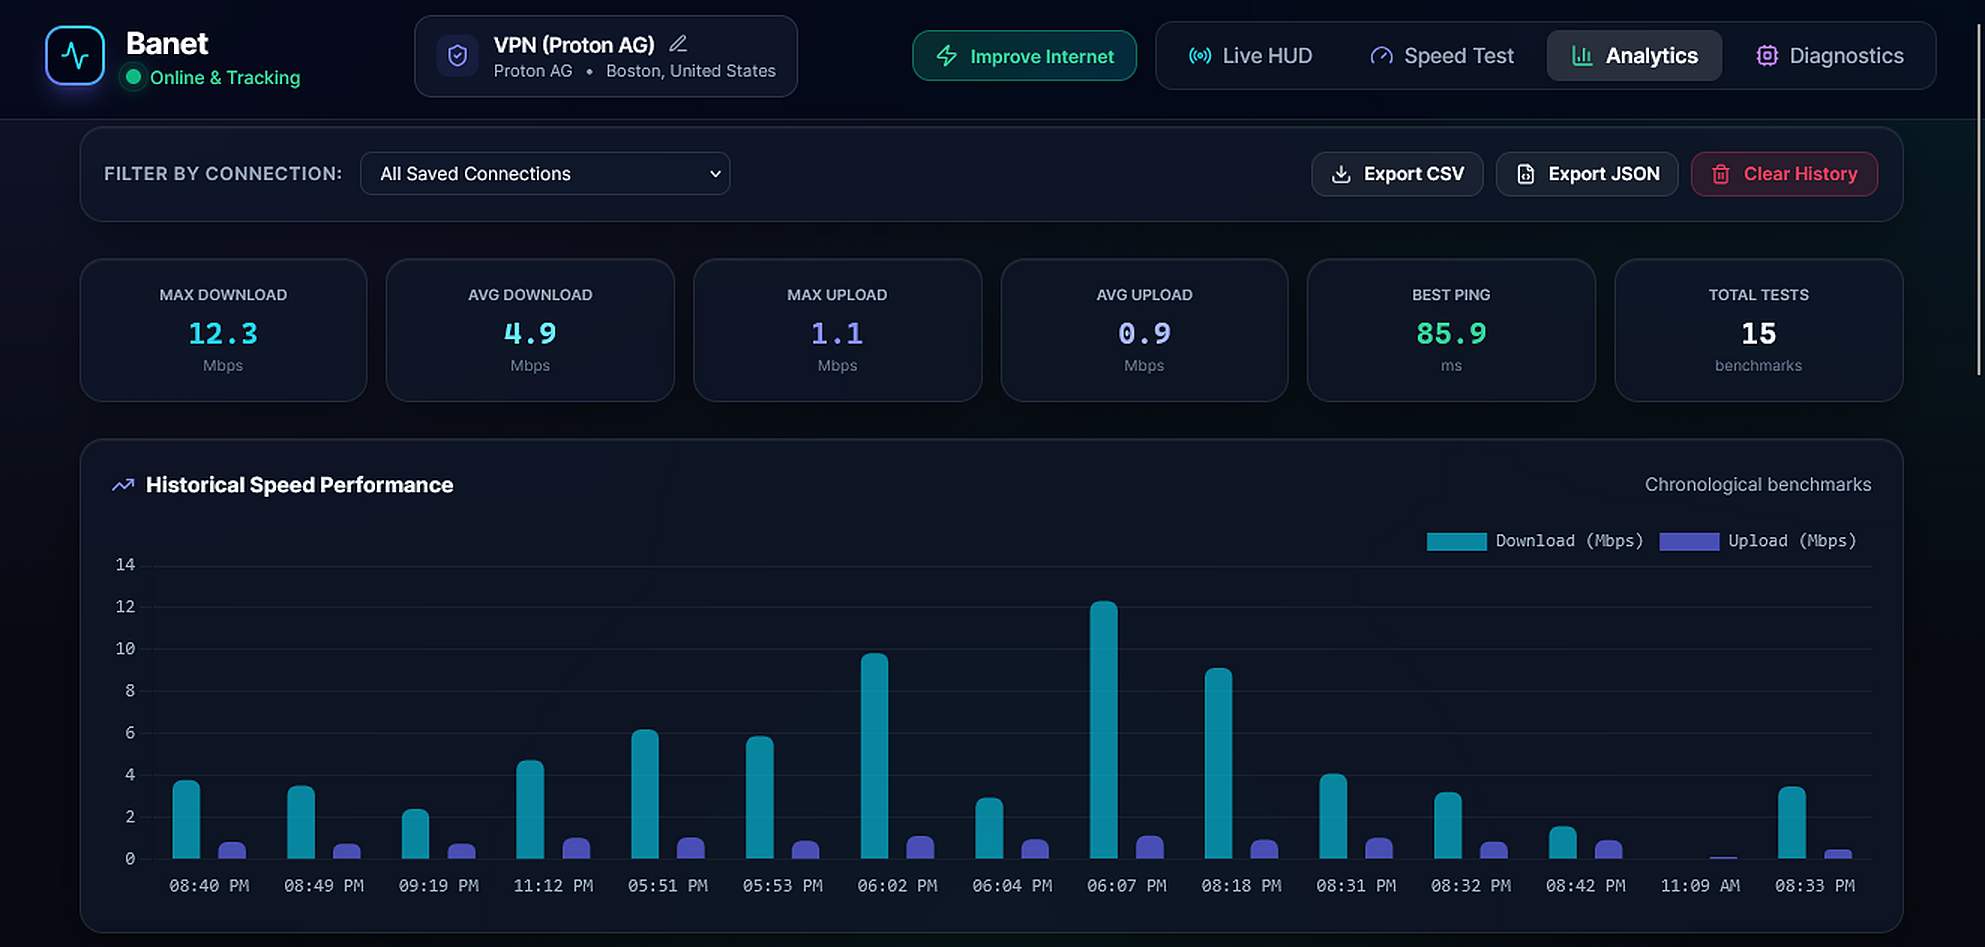 Banet
Online & Tracking
VPN (Proton AG)
Proton AG • Boston, United States
Improve Internet
Live HUD
Speed Test
Analytics
Diagnostics
FILTER BY CONNECTION:
All Saved Connections
Export CSV
Export JSON
Clear History
MAX DOWNLOAD
12.3
Mbps
AVG DOWNLOAD
4.9
Mbps
MAX UPLOAD
1.1
Mbps
AVG UPLOAD
0.9
Mbps
BEST PING
85.9
ms
TOTAL TESTS
15
benchmarks
Historical Speed Performance
Chronological benchmarks
Download (Mbps)
Upload (Mbps)
14
12
10
8
6
4
2
0
08:40 PM
08:49 PM
09:19 PM
11:12 PM
05:51 PM
05:53 PM
06:02 PM
06:04 PM
06:07 PM
08:18 PM
08:31 PM
08:32 PM
08:42 PM
11:09 AM
08:33 PM